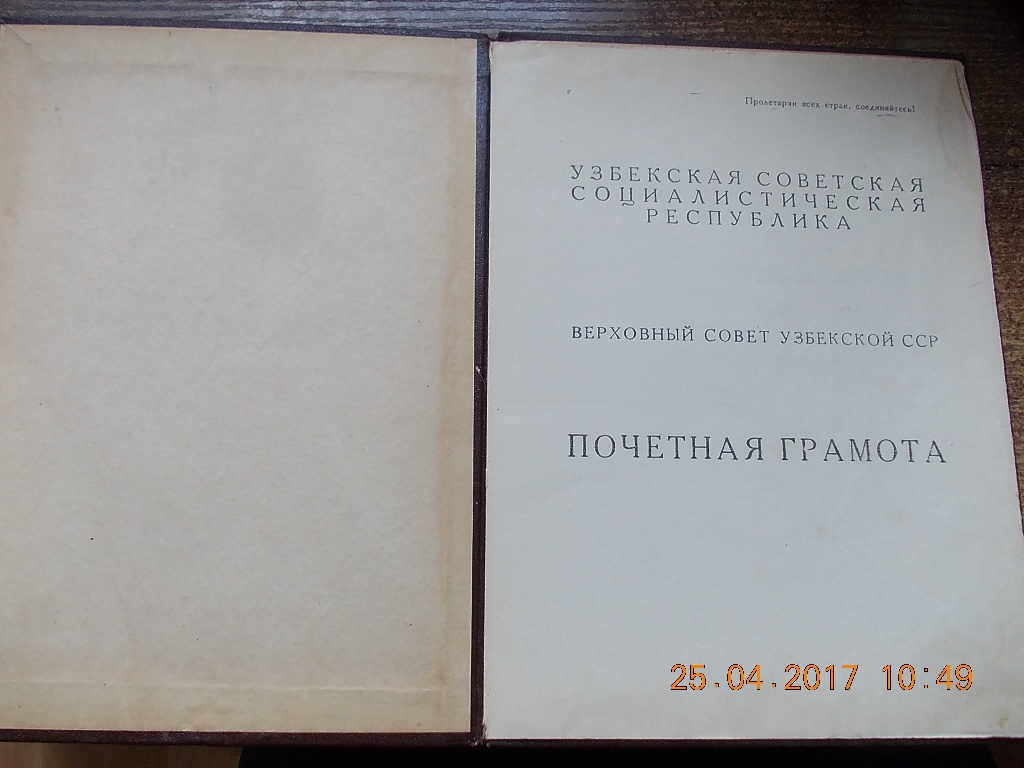 Пролетарии всех стран, соединяйтесь!
УЗБЕКСКАЯ СОВЕТСКАЯ
СОЦИАЛИСТИЧЕСКАЯ
РЕСПУБЛИКА
ВЕРХОВНЫЙ СОВЕТ УЗБЕКСКОЙ ССР
ПОЧЕТНАЯ ГРАМОТА
25.04.2017 10:49